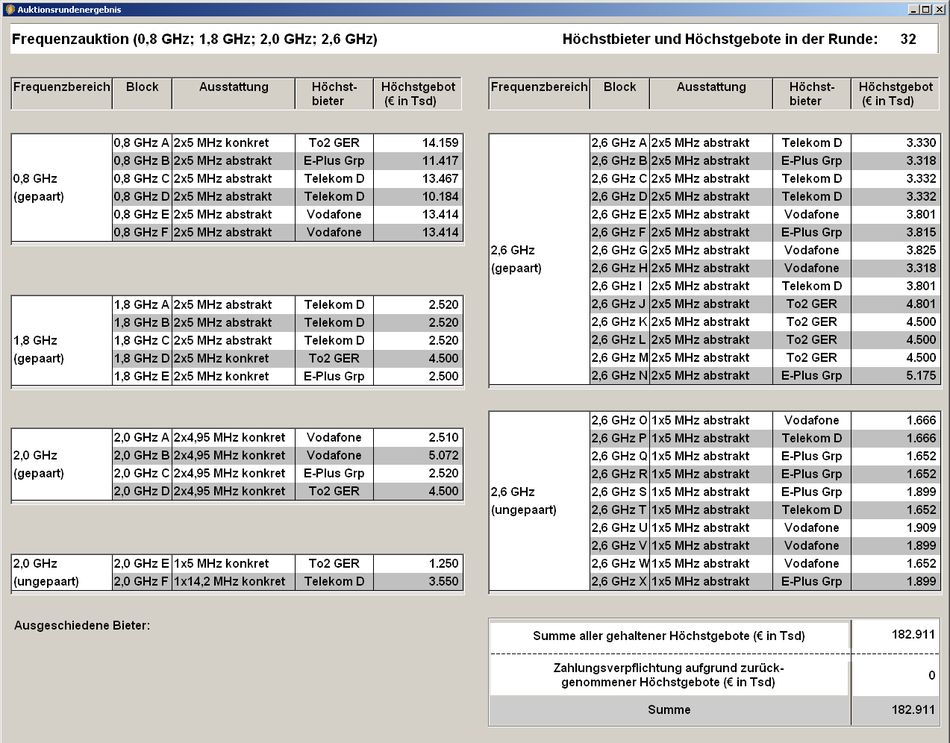 Auktionsrundenergebnis
Frequenzauktion (0,8 GHz; 1,8 GHz; 2,0 GHz; 2,6 GHz)
Höchstbieter und Höchstgebote in der Runde: 32
Frequenzbereich Block Ausstattung Höchst-bieter Höchstgebot (€ in Tsd)
0,8 GHz (gepaart)
0,8 GHz A 2x5 MHz konkret To2 GER 14.159
0,8 GHz B 2x5 MHz abstrakt E-Plus Grp 11.417
0,8 GHz C 2x5 MHz abstrakt Telekom D 13.467
0,8 GHz D 2x5 MHz abstrakt Telekom D 10.184
0,8 GHz E 2x5 MHz abstrakt Vodafone 13.414
0,8 GHz F 2x5 MHz abstrakt Vodafone 13.414
1,8 GHz (gepaart)
1,8 GHz A 2x5 MHz abstrakt Telekom D 2.520
1,8 GHz B 2x5 MHz abstrakt Telekom D 2.520
1,8 GHz C 2x5 MHz abstrakt Telekom D 2.520
1,8 GHz D 2x5 MHz konkret To2 GER 4.500
1,8 GHz E 2x5 MHz konkret E-Plus Grp 2.500
2,0 GHz (gepaart)
2,0 GHz A 2x4,95 MHz konkret Vodafone 2.510
2,0 GHz B 2x4,95 MHz konkret Vodafone 5.072
2,0 GHz C 2x4,95 MHz konkret E-Plus Grp 2.520
2,0 GHz D 2x4,95 MHz konkret To2 GER 4.500
2,0 GHz (ungepaart)
2,0 GHz E 1x5 MHz konkret To2 GER 1.250
2,0 GHz F 1x14,2 MHz konkret Telekom D 3.550
Ausgeschiedene Bieter:
Frequenzbereich Block Ausstattung Höchst-bieter Höchstgebot (€ in Tsd)
2,6 GHz (gepaart)
2,6 GHz A 2x5 MHz abstrakt Telekom D 3.330
2,6 GHz B 2x5 MHz abstrakt E-Plus Grp 3.318
2,6 GHz C 2x5 MHz abstrakt Telekom D 3.332
2,6 GHz D 2x5 MHz abstrakt Telekom D 3.332
2,6 GHz E 2x5 MHz abstrakt Vodafone 3.801
2,6 GHz F 2x5 MHz abstrakt E-Plus Grp 3.815
2,6 GHz G 2x5 MHz abstrakt Vodafone 3.825
2,6 GHz H 2x5 MHz abstrakt Vodafone 3.318
2,6 GHz I 2x5 MHz abstrakt Telekom D 3.801
2,6 GHz J 2x5 MHz abstrakt To2 GER 4.801
2,6 GHz K 2x5 MHz abstrakt To2 GER 4.500
2,6 GHz L 2x5 MHz abstrakt To2 GER 4.500
2,6 GHz M 2x5 MHz abstrakt To2 GER 4.500
2,6 GHz N 2x5 MHz abstrakt E-Plus Grp 5.175
2,6 GHz (ungepaart)
2,6 GHz O 1x5 MHz abstrakt Vodafone 1.666
2,6 GHz P 1x5 MHz abstrakt Telekom D 1.666
2,6 GHz Q 1x5 MHz abstrakt E-Plus Grp 1.652
2,6 GHz R 1x5 MHz abstrakt E-Plus Grp 1.652
2,6 GHz S 1x5 MHz abstrakt E-Plus Grp 1.899
2,6 GHz T 1x5 MHz abstrakt Telekom D 1.652
2,6 GHz U 1x5 MHz abstrakt Vodafone 1.909
2,6 GHz V 1x5 MHz abstrakt Vodafone 1.899
2,6 GHz W 1x5 MHz abstrakt Vodafone 1.652
2,6 GHz X 1x5 MHz abstrakt E-Plus Grp 1.899
Summe aller gehaltener Höchstgebote (€ in Tsd) 182.911
Zahlungsverpflichtung aufgrund zurück-
genommener Höchstgebote (€ in Tsd) 0
Summe 182.911